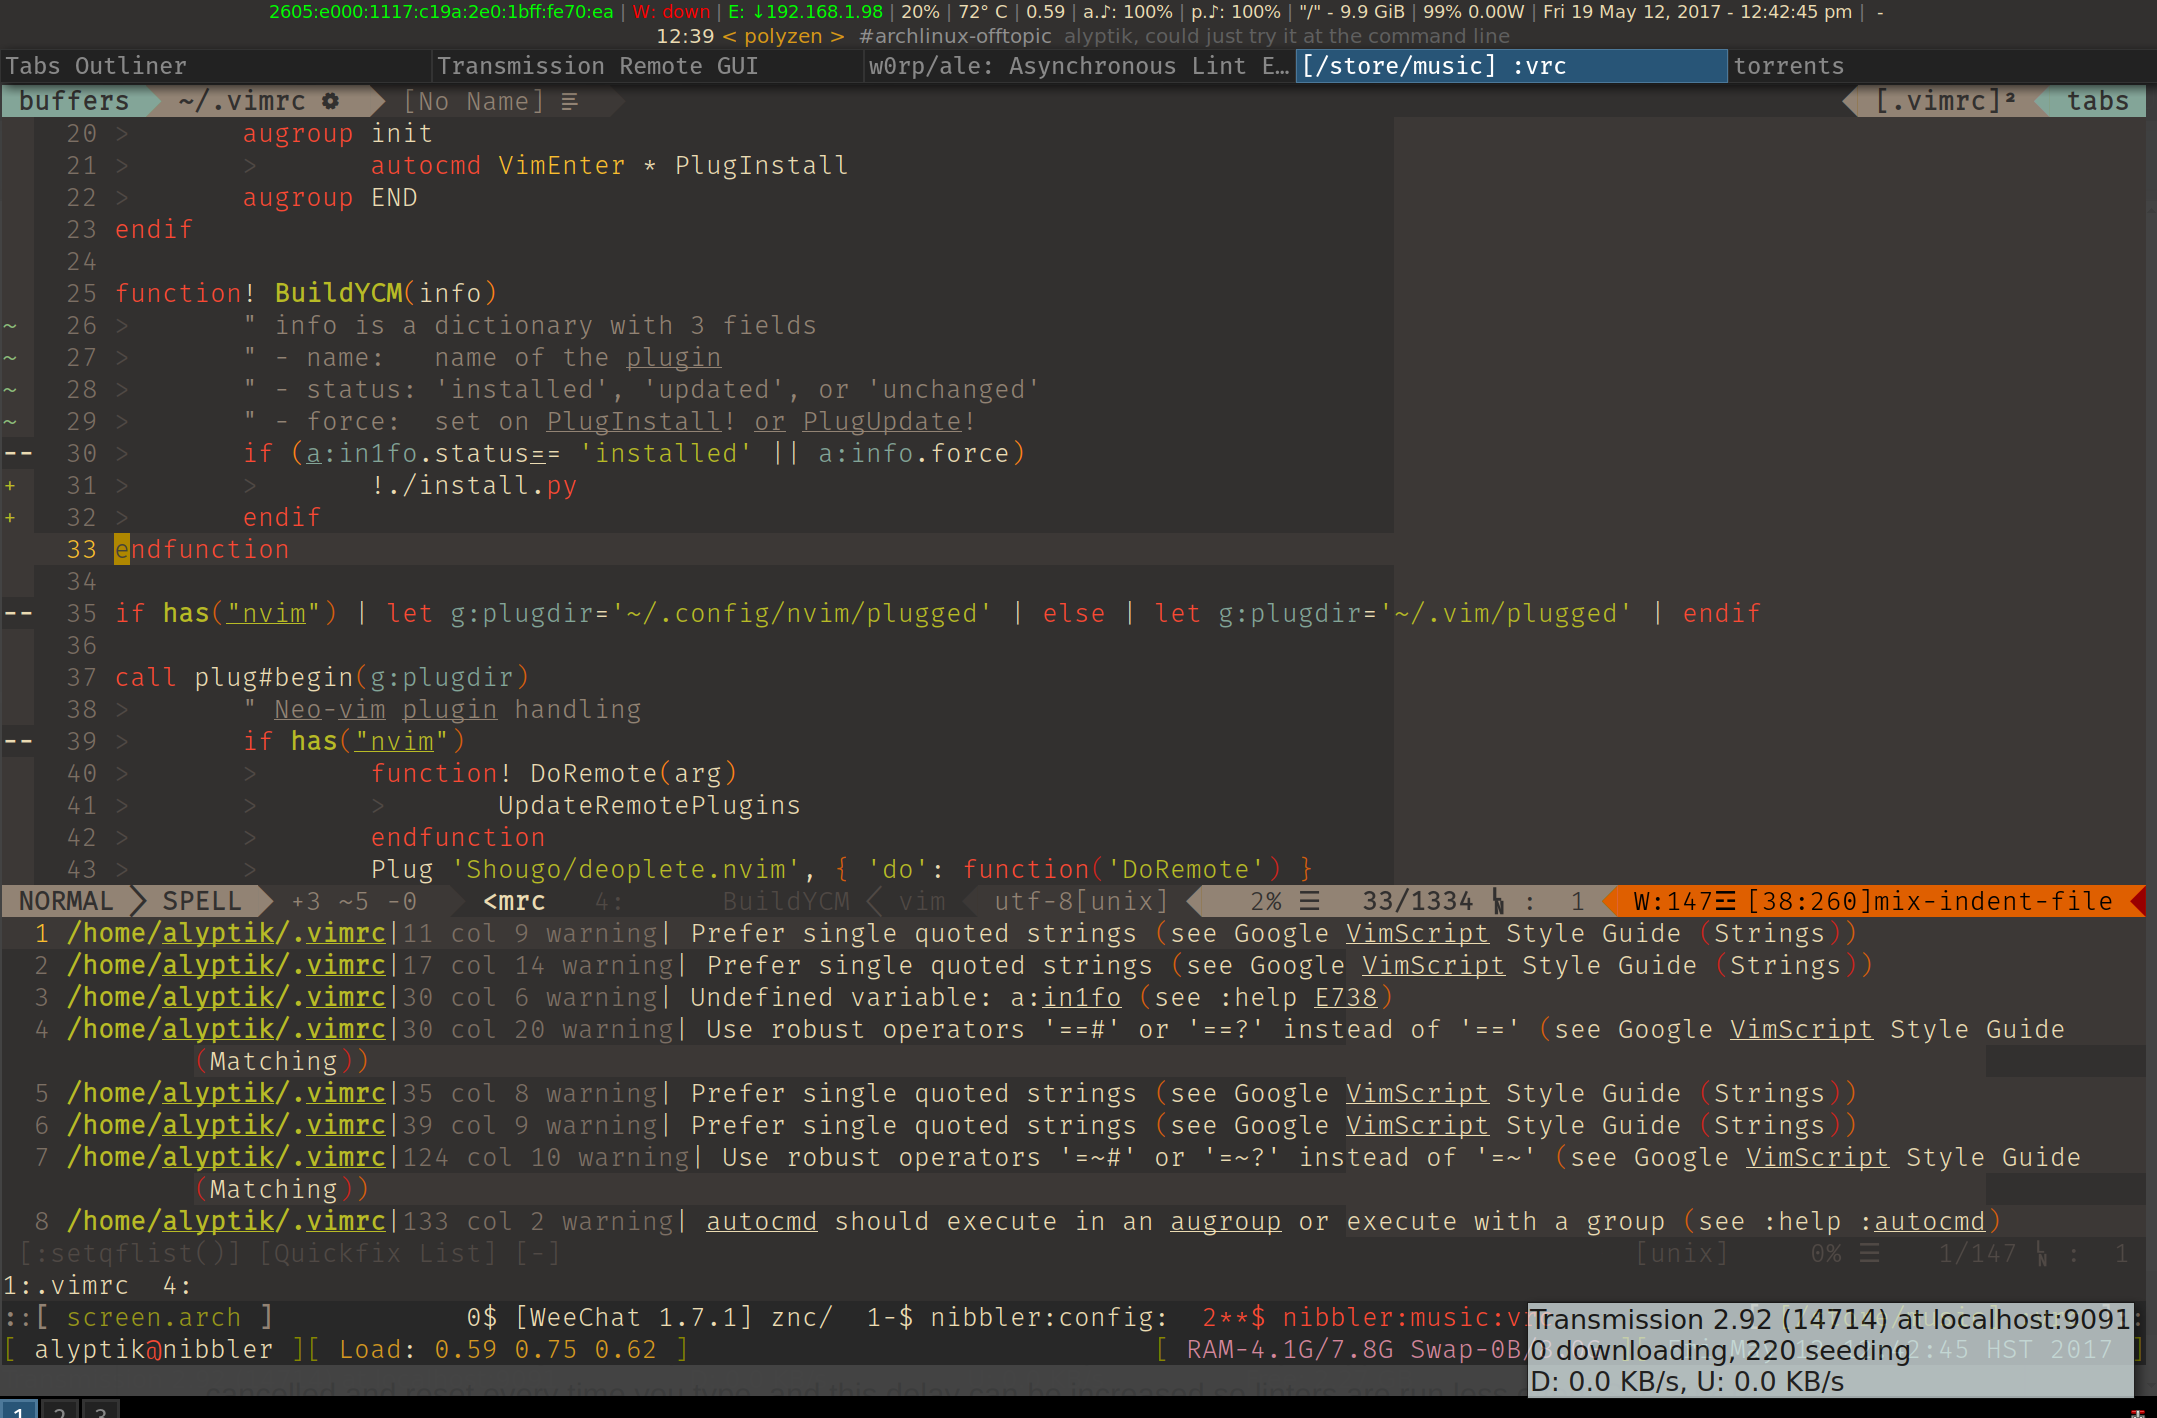 2605:e000:1117:c19a:2e0:1bff:fe70:ea | W: down | E: ↓192.168.1.98 | 20% | 72° C | 0.59 | a.♪: 100% | p.♪: 100% | "/" - 9.9 GiB | 99% 0.00W | Fri 19 May 12, 2017 - 12:42:45 pm | -
12:39 < polyzen > #archlinux-offtopic alyptik, could just try it at the command line
Tabs Outliner Transmission Remote GUI w0rp/ale: Asynchronous Lint E… [/store/music] :vrc torrents
buffers ~/.vimrc [No Name] [.vimrc]² tabs
20 > augroup init
21 > > autocmd VimEnter * PlugInstall
22 > augroup END
23 endif
24
25 function! BuildYCM(info)
~ 26 > " info is a dictionary with 3 fields
~ 27 > " - name:   name of the plugin
~ 28 > " - status: 'installed', 'updated', or 'unchanged'
~ 29 > " - force:  set on PlugInstall! or PlugUpdate!
-- 30 > if (a:in1fo.status== 'installed' || a:info.force)
+ 31 > > !./install.py
+ 32 > endif
33 endfunction
34
-- 35 if has("nvim") | let g:plugdir='~/.config/nvim/plugged' | else | let g:plugdir='~/.vim/plugged' | endif
36
37 call plug#begin(g:plugdir)
38 > " Neo-vim plugin handling
-- 39 > if has("nvim")
40 > > function! DoRemote(arg)
41 > > > UpdateRemotePlugins
42 > > endfunction
43 > > Plug 'Shougo/deoplete.nvim', { 'do': function('DoRemote') }
NORMAL SPELL +3 ~5 -0 <mrc 4: BuildYCM vim utf-8[unix] 2% ☰ 33/1334 : 1 W:147☲ [38:260]mix-indent-file
1 /home/alyptik/.vimrc|11 col 9 warning| Prefer single quoted strings (see Google VimScript Style Guide (Strings))
2 /home/alyptik/.vimrc|17 col 14 warning| Prefer single quoted strings (see Google VimScript Style Guide (Strings))
3 /home/alyptik/.vimrc|30 col 6 warning| Undefined variable: a:in1fo (see :help E738)
4 /home/alyptik/.vimrc|30 col 20 warning| Use robust operators '==#' or '==?' instead of '==' (see Google VimScript Style Guide
(Matching))
5 /home/alyptik/.vimrc|35 col 8 warning| Prefer single quoted strings (see Google VimScript Style Guide (Strings))
6 /home/alyptik/.vimrc|39 col 9 warning| Prefer single quoted strings (see Google VimScript Style Guide (Strings))
7 /home/alyptik/.vimrc|124 col 10 warning| Use robust operators '=~#' or '=~?' instead of '=~' (see Google VimScript Style Guide
(Matching))
8 /home/alyptik/.vimrc|133 col 2 warning| autocmd should execute in an augroup or execute with a group (see :help :autocmd)
[:setqflist()] [Quickfix List] [-] [unix] 0% ☰ 1/147 : 1
1:.vimrc  4:
::[ screen.arch ] 0$ [WeeChat 1.7.1] znc/  1-$ nibbler:config:  2**$ nibbler:music:v
[ alyptik@nibbler ][ Load: 0.59 0.75 0.62 ] [ RAM-4.1G/7.8G Swap-0B/ :45 HST 2017 ]
Transmission 2.92 (14714) at localhost:9091
0 downloading, 220 seeding
D: 0.0 KB/s, U: 0.0 KB/s
cancelled and reset every time you type, and this delay can be increased so linters are run less
1 2 3